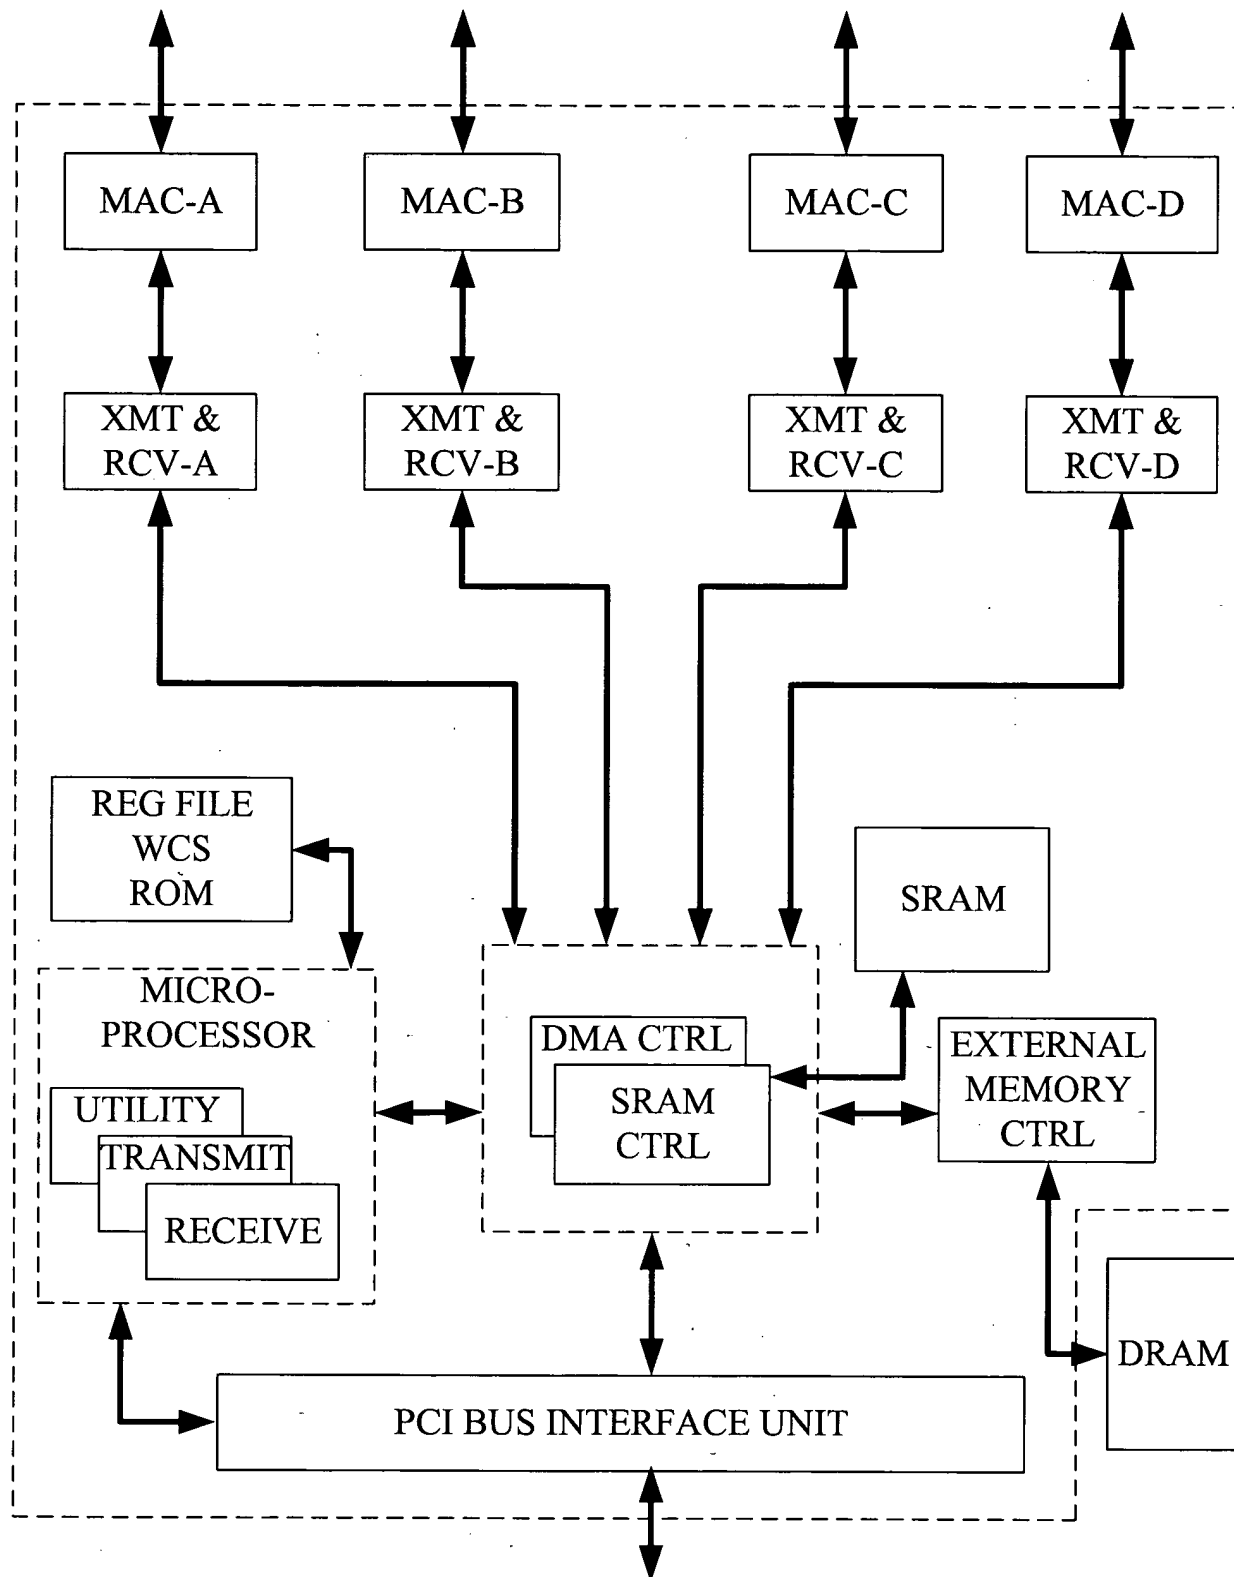 MAC-A
MAC-B
MAC-C
MAC-D
XMT &
RCV-A
XMT &
RCV-B
XMT &
RCV-C
XMT &
RCV-D
REG FILE
WCS
ROM
SRAM
MICRO-
PROCESSOR
UTILITY
TRANSMIT
RECEIVE
DMA CTRL
SRAM
CTRL
EXTERNAL
MEMORY
CTRL
DRAM
PCI BUS INTERFACE UNIT